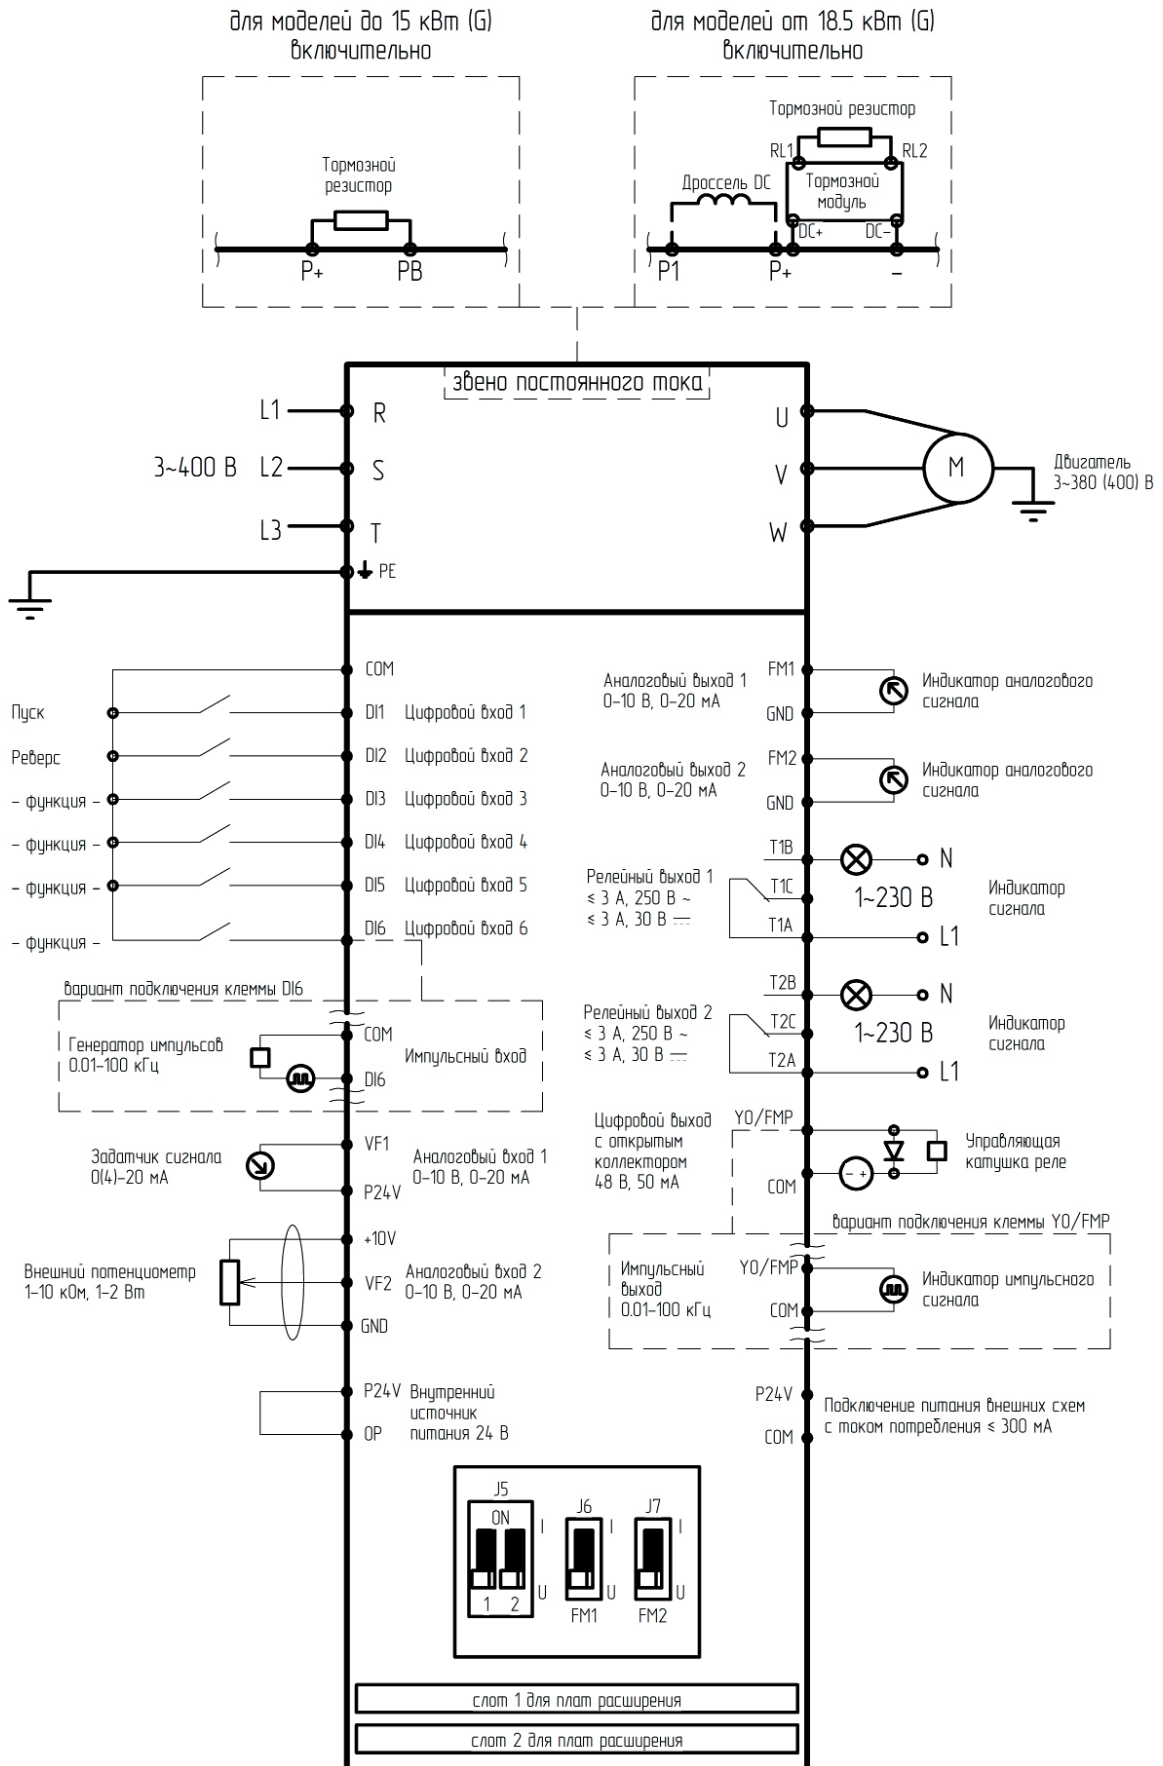 для моделей до 15 кВт (G)
включительно
для моделей от 18.5 кВт (G)
включительно
Тормозной
резистор
P+
PB
Тормозной резистор
RL1
RL2
Дроссель DC
Тормозной
модуль
DC+
DC-
P1
P+
-
звено постоянного тока
L1
R
3~400 В
L2
S
L3
T
PE
U
V
W
M
Двигатель
3~380 (400) В
COM
Пуск
DI1
Цифровой вход 1
Реверс
DI2
Цифровой вход 2
- функция -
DI3
Цифровой вход 3
- функция -
DI4
Цифровой вход 4
- функция -
DI5
Цифровой вход 5
- функция -
DI6
Цифровой вход 6
вариант подключения клеммы DI6
Генератор импульсов
0.01-100 кГц
COM
Импульсный вход
DI6
Задатчик сигнала
0(4)-20 мА
VF1
Аналоговый вход 1
0-10 В, 0-20 мА
P24V
+10V
Внешний потенциометр
1-10 кОм, 1-2 Вт
VF2
Аналоговый вход 2
0-10 В, 0-20 мА
GND
P24V
Внутренний
источник
питания 24 В
OP
Аналоговый выход 1
0-10 В, 0-20 мА
FM1
GND
Индикатор аналогового
сигнала
Аналоговый выход 2
0-10 В, 0-20 мА
FM2
GND
Индикатор аналогового
сигнала
Релейный выход 1
≤ 3 А, 250 В ~
≤ 3 А, 30 В ⎓
T1B
T1C
T1A
N
1~230 В
L1
Индикатор
сигнала
Релейный выход 2
≤ 3 А, 250 В ~
≤ 3 А, 30 В ⎓
T2B
T2C
T2A
N
1~230 В
L1
Индикатор
сигнала
Цифровой выход
с открытым
коллектором
48 В, 50 мА
YO/FMP
COM
- +
Управляющая
катушка реле
вариант подключения клеммы YO/FMP
Импульсный
выход
0.01-100 кГц
YO/FMP
COM
Индикатор импульсного
сигнала
P24V
COM
Подключение питания внешних схем
с током потребления ≤ 300 мА
J5
ON
I
U
1 2
J6
I
U
FM1
J7
I
U
FM2
слот 1 для плат расширения
слот 2 для плат расширения